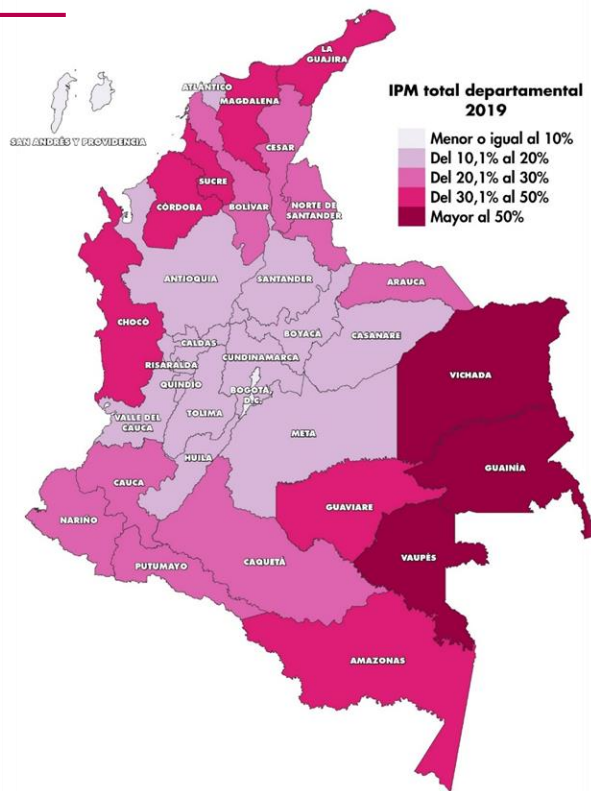 LA
GUAJIRA
ATLÁNTICO
MAGDALENA
IPM total departamental
2019
Menor o igual al 10%
Del 10,1% al 20%
Del 20,1% al 30%
Del 30,1% al 50%
Mayor al 50%
SAN ANDRÉS Y PROVIDENCIA
CESAR
SUCRE
CÓRDOBA
BOLÍVAR
NORTE DE
SANTANDER
ANTIOQUIA
SANTANDER
ARAUCA
CHOCÓ
BOYACÁ
CASANARE
CALDAS
CUNDINAMARCA
RISARALDA
VICHADA
QUINDÍO
BOGOTÁ
D.C.
VALLE DEL
CAUCA
TOLIMA
META
HUILA
GUAINÍA
CAUCA
GUAVIARE
NARIÑO
VAUPÉS
PUTUMAYO
CAQUETÁ
AMAZONAS